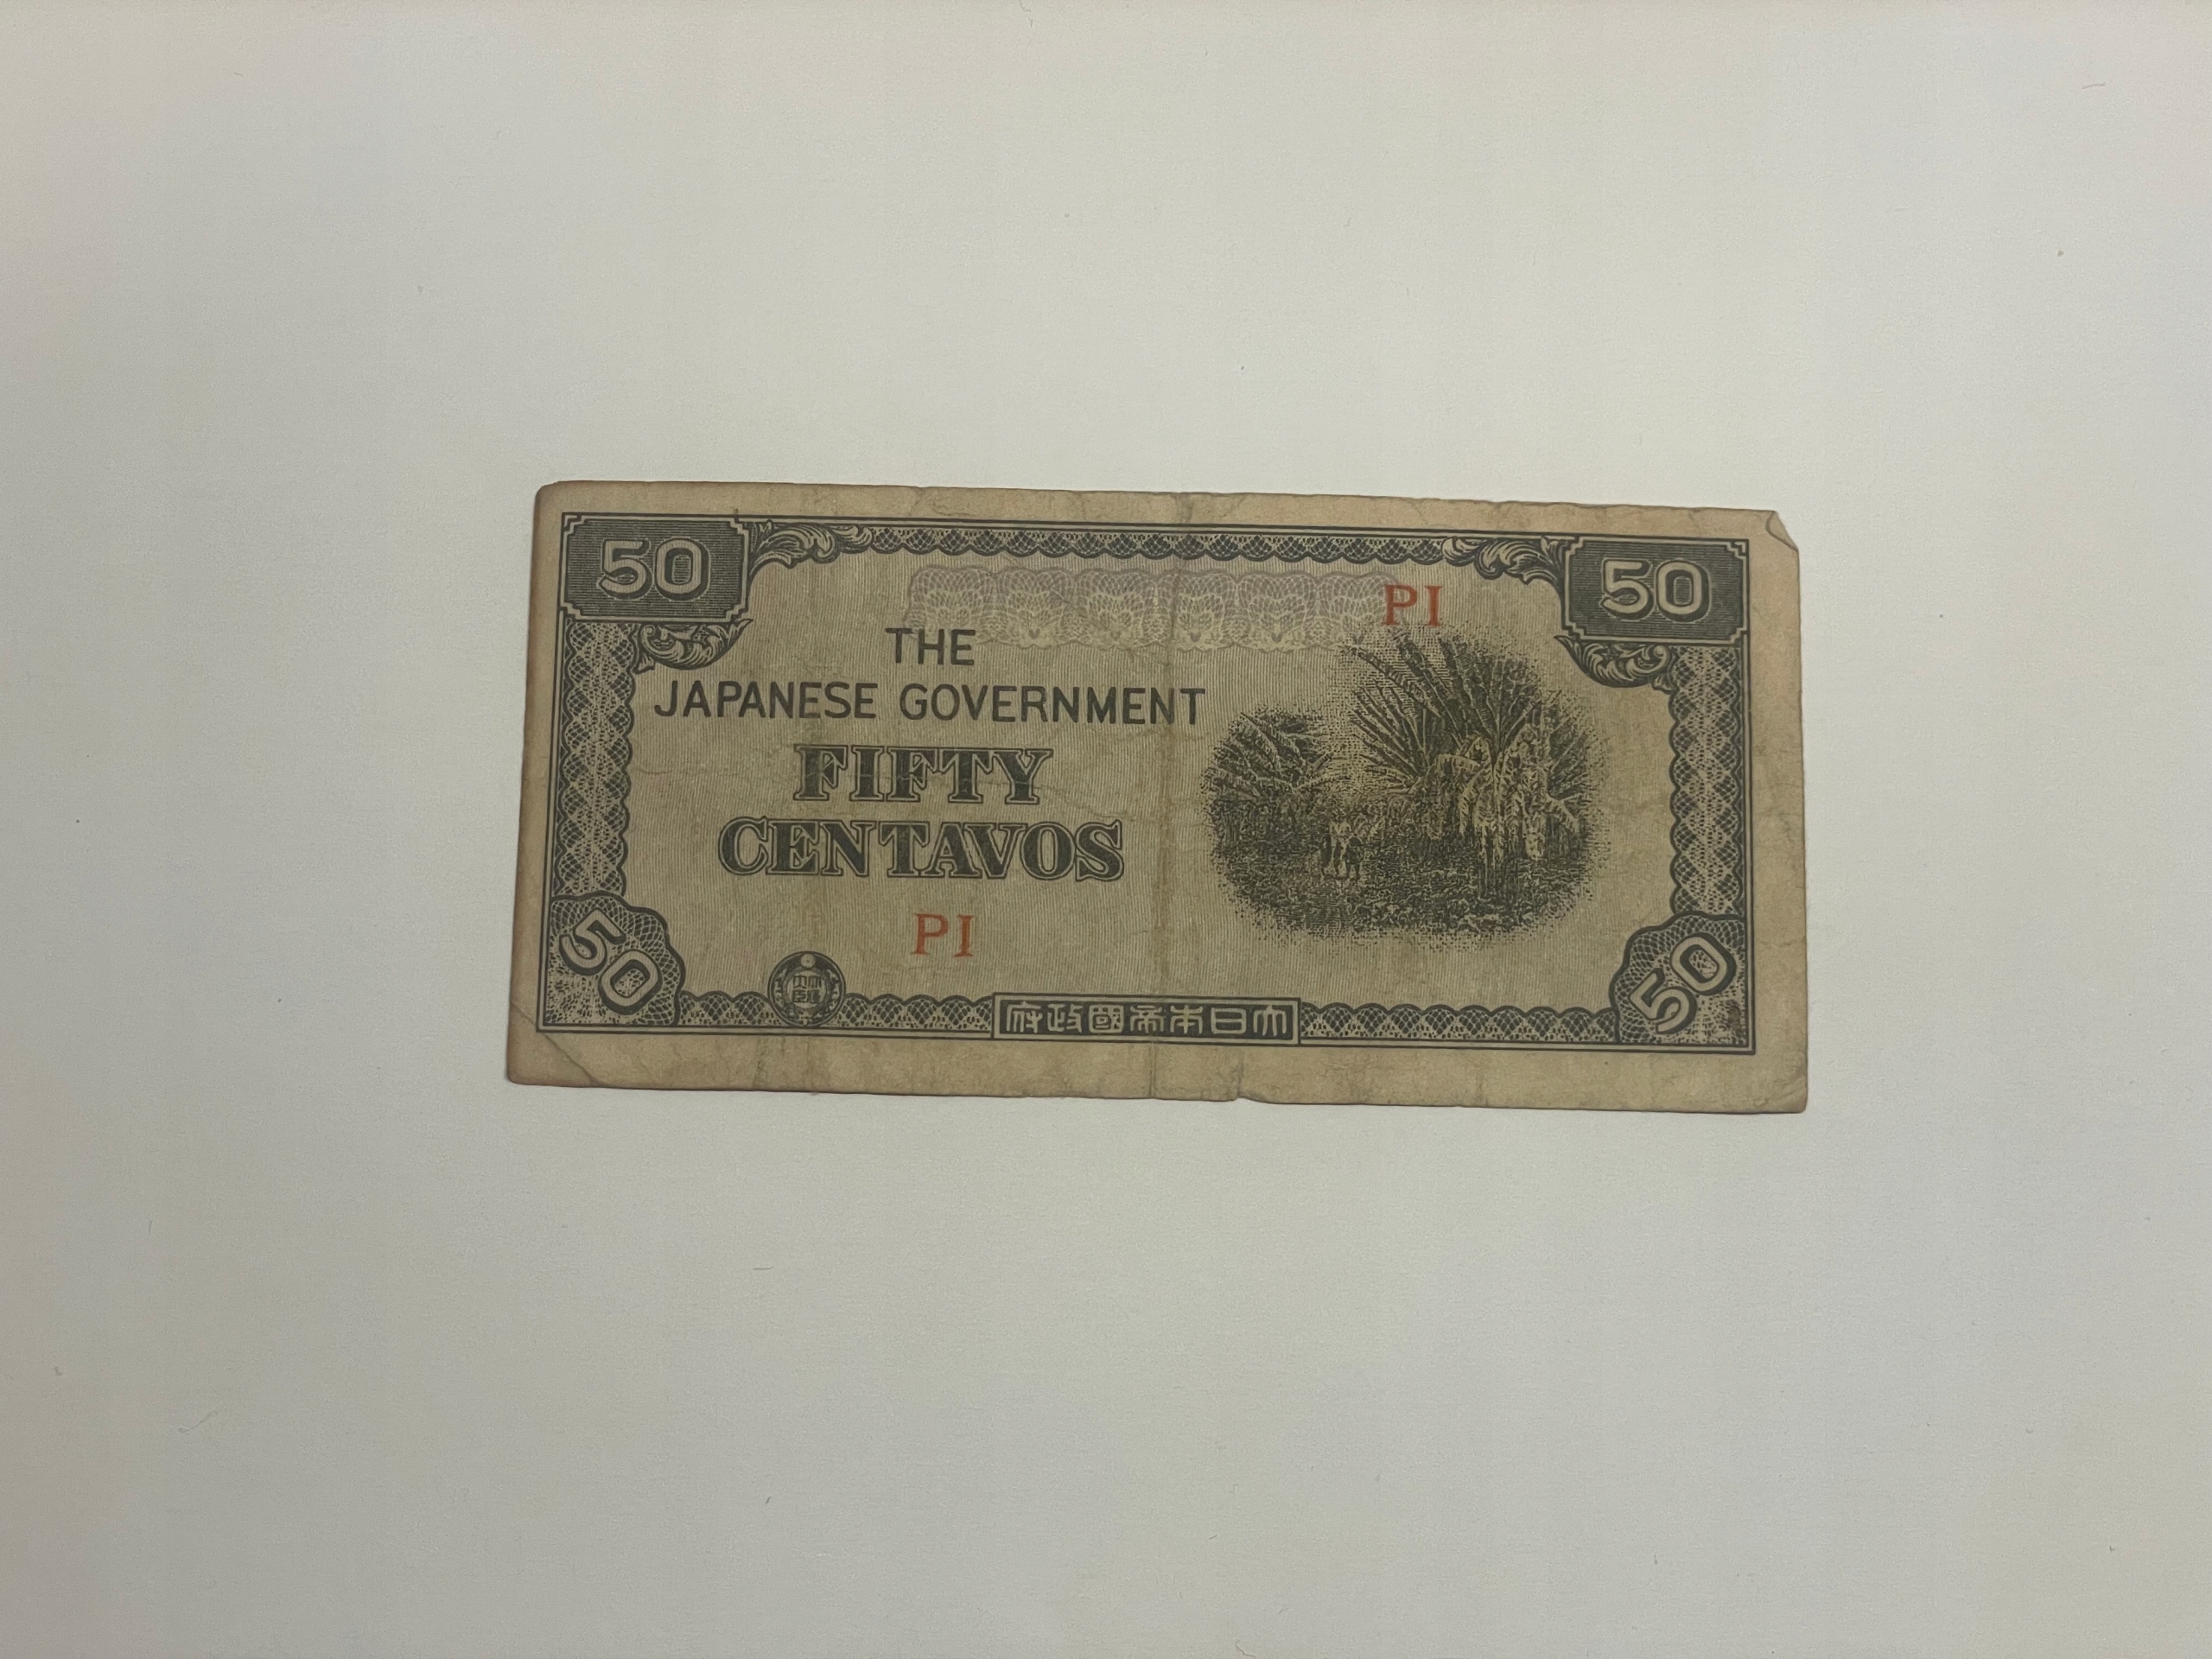 50
50
PI
THE
JAPANESE GOVERNMENT
FIFTY
CENTAVOS
PI
50
50
府政國帝本日大